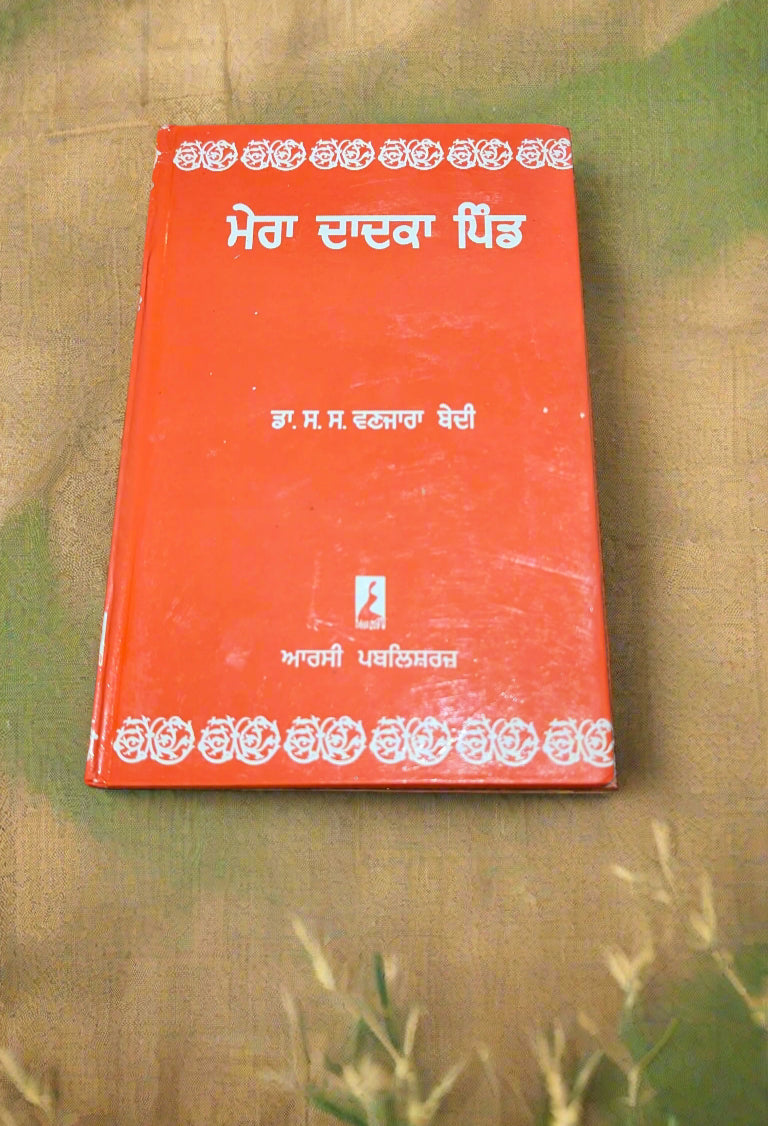 ਮੇਰਾ ਦਾਦਕਾ ਪਿੰਡ
ਡਾ. ਸ. ਸ. ਵਣਜਾਰਾ ਬੇਦੀ
ਆਰਸੀ ਪਬਲਿਸ਼ਰਜ਼